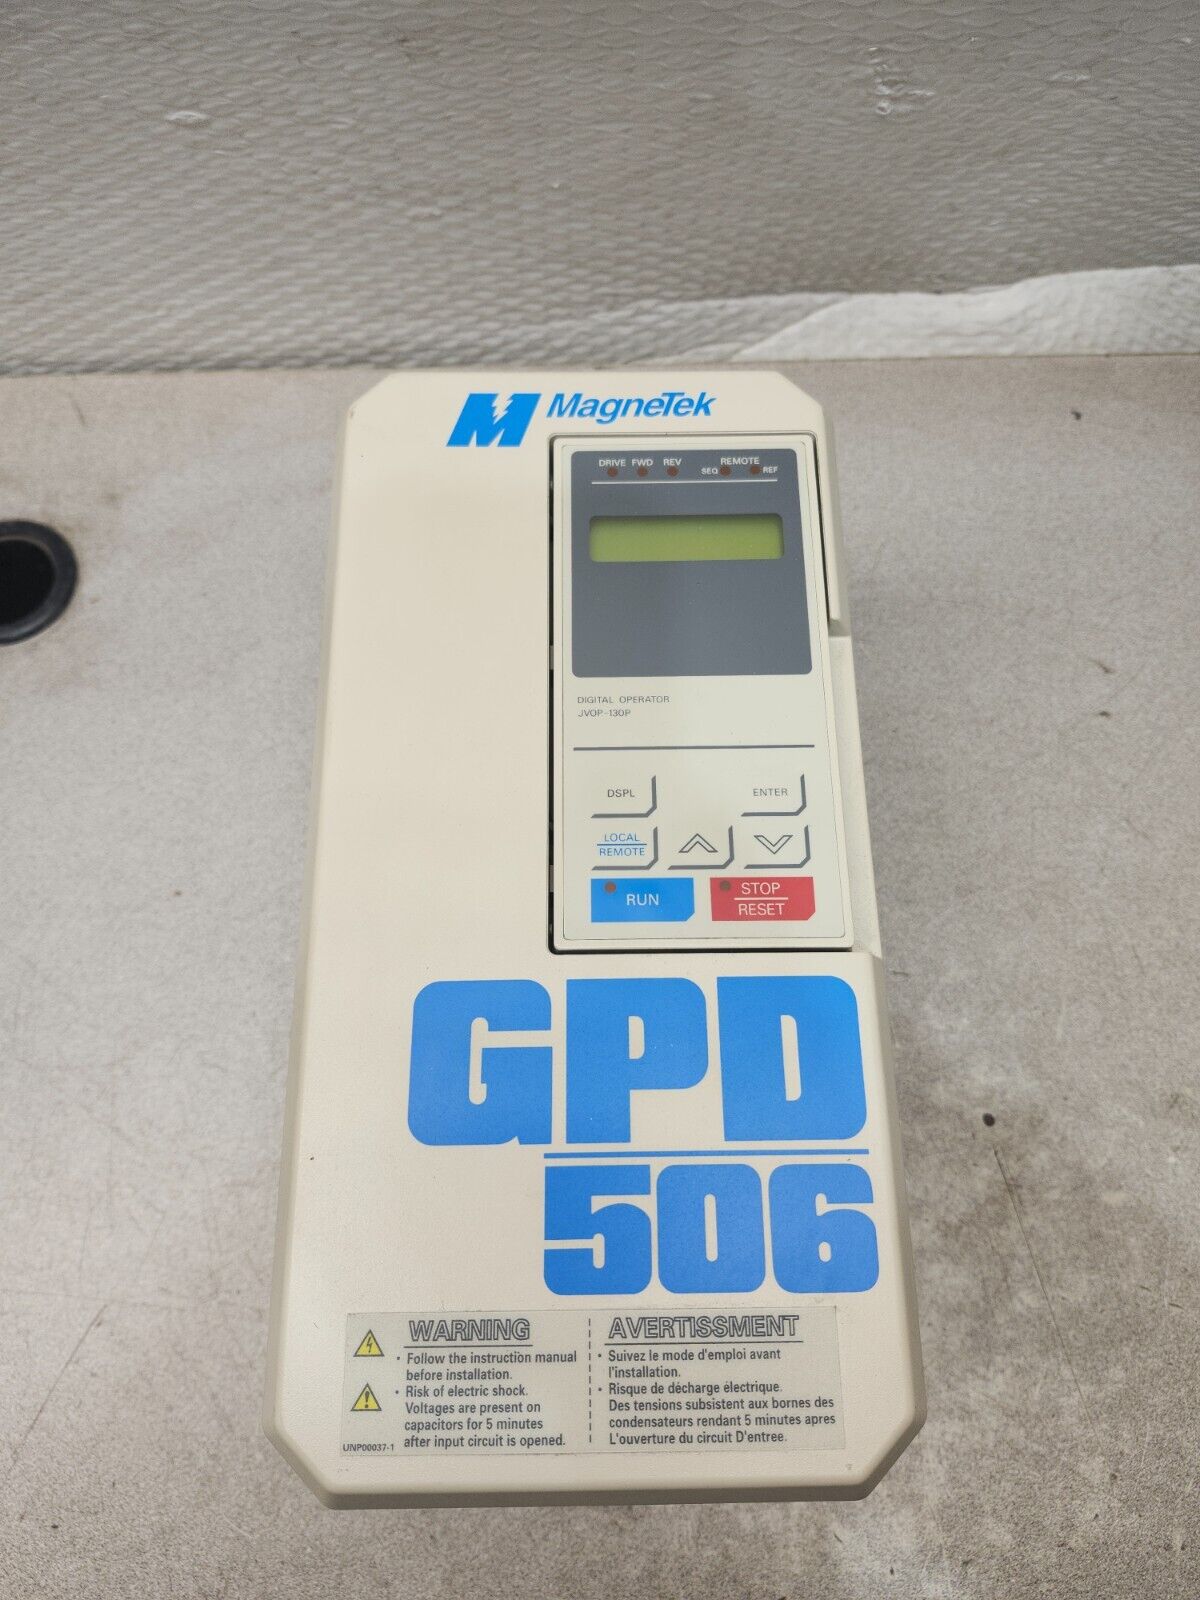 MagneTek
DRIVE FWD REV REMOTE
SEQ REF
DIGITAL OPERATOR
JVOP-130P
DSPL
ENTER
LOCAL
REMOTE
RUN
STOP
RESET
GPD
506
WARNING
• Follow the instruction manual
before installation.
• Risk of electric shock.
Voltages are present on
capacitors for 5 minutes
after input circuit is opened.
UNP00037-1
AVERTISSMENT
• Suivez le mode d'emploi avant
l'installation.
• Risque de décharge électrique.
Des tensions subsistent aux bornes des
condensateurs rendant 5 minutes apres
L'ouverture du circuit D'entree.